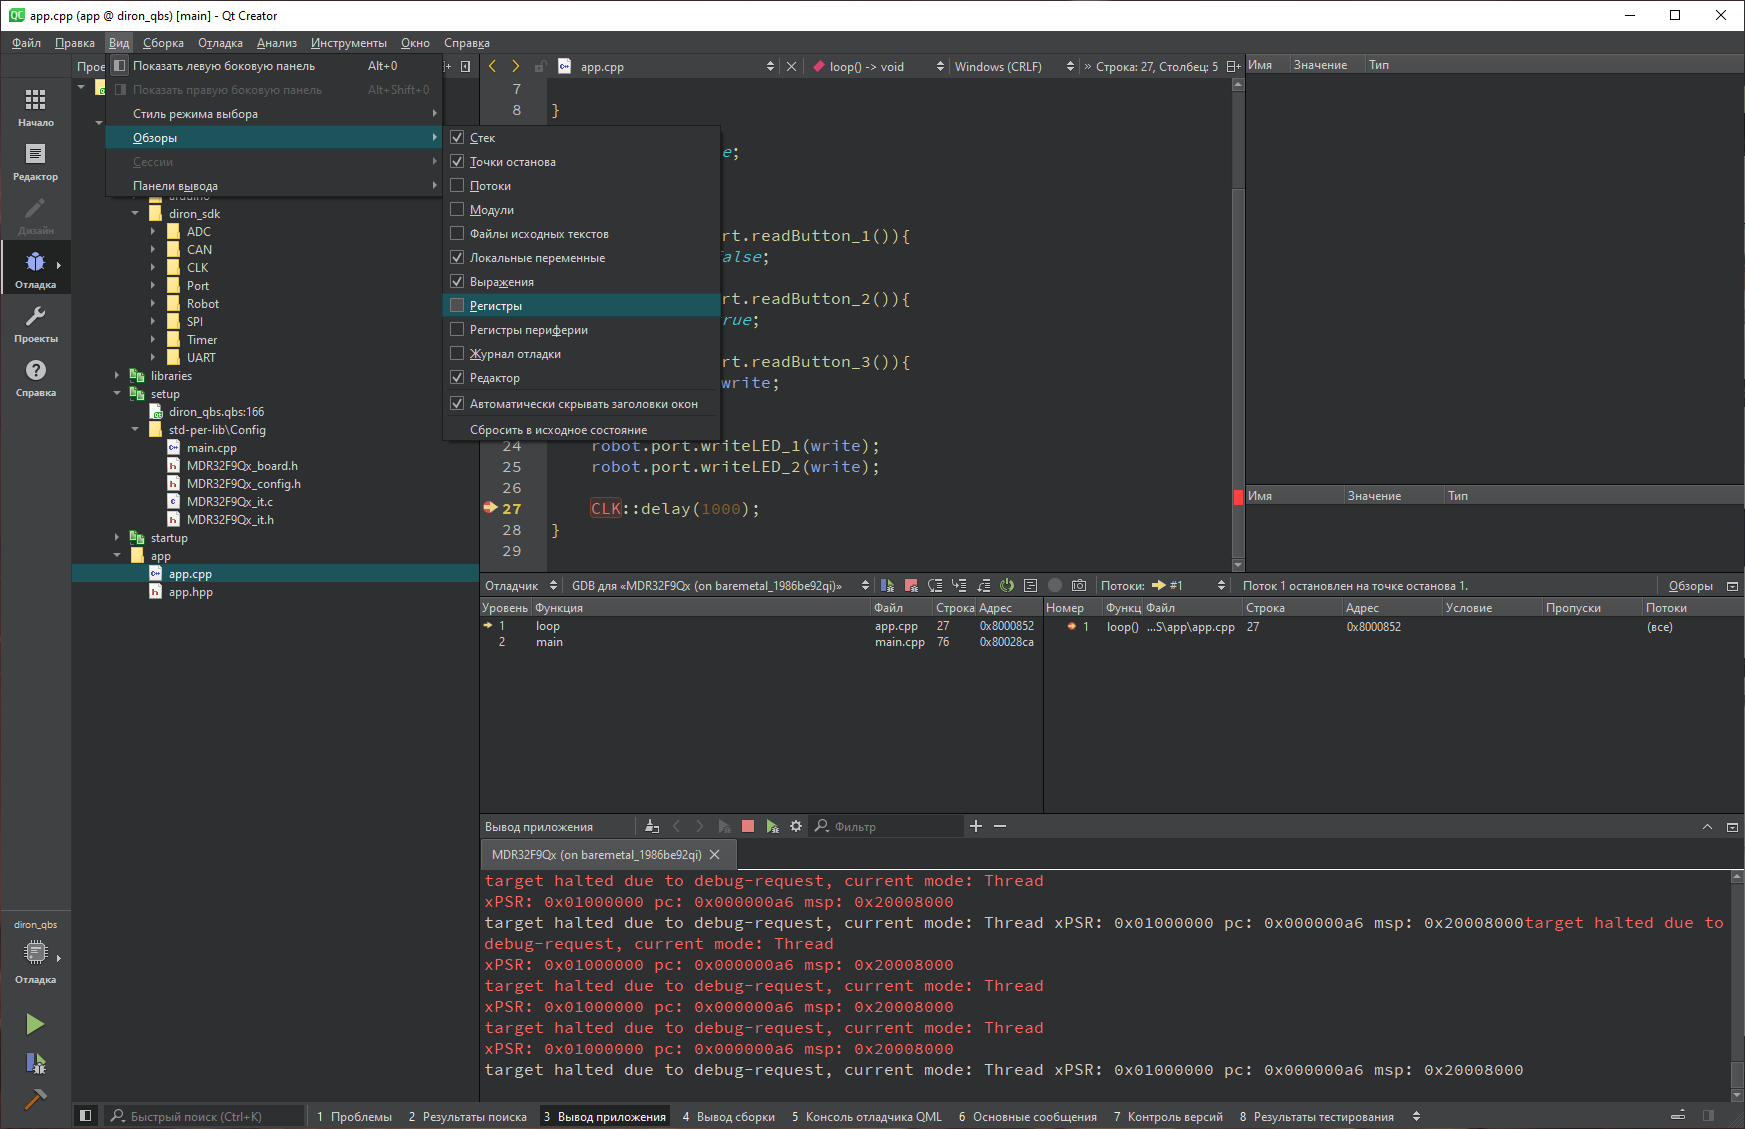 app.cpp (app @ diron_qbs) [main] - Qt Creator
Файл Правка Вид Сборка Отладка Анализ Инструменты Окно Справка
Показать левую боковую панель Alt+0
Показать правую боковую панель Alt+Shift+0
Стиль режима выбора
Обзоры
Сессии
Панели вывода
Стек
Точки останова
Потоки
Модули
Файлы исходных текстов
Локальные переменные
Выражения
Регистры
Регистры периферии
Журнал отладки
Редактор
Автоматически скрывать заголовки окон
Сбросить в исходное состояние
Начало
Редактор
Дизайн
Отладка
Проекты
Справка
diron_qbs
Отладка
Прое
arduino
diron_sdk
ADC
CAN
CLK
Port
Robot
SPI
Timer
UART
libraries
setup
diron_qbs.qbs:166
std-per-lib\Config
main.cpp
MDR32F9Qx_board.h
MDR32F9Qx_config.h
MDR32F9Qx_it.c
MDR32F9Qx_it.h
startup
app
app.cpp
app.hpp
app.cpp loop() -> void Windows (CRLF) » Строка: 27, Столбец: 5
7
8 }
e;
rt.readButton_1()){
alse;
rt.readButton_2()){
rue;
rt.readButton_3()){
write;
24 robot.port.writeLED_1(write);
25 robot.port.writeLED_2(write);
26
27 CLK::delay(1000);
28 }
29
Имя Значение Тип
Имя Значение Тип
Отладчик GDB для «MDR32F9Qx (on baremetal_1986be92qi)» Потоки: #1 Поток 1 остановлен на точке останова 1. Обзоры
Уровень Функция Файл Строка Адрес
1 loop app.cpp 27 0x8000852
2 main main.cpp 76 0x80028ca
Номер Функц Файл Строка Адрес Условие Пропуски Потоки
1 loop() ...S\app\app.cpp 27 0x8000852 (все)
Вывод приложения Фильтр
MDR32F9Qx (on baremetal_1986be92qi)
target halted due to debug-request, current mode: Thread
xPSR: 0x01000000 pc: 0x000000a6 msp: 0x20008000
target halted due to debug-request, current mode: Thread xPSR: 0x01000000 pc: 0x000000a6 msp: 0x20008000target halted due to
debug-request, current mode: Thread
xPSR: 0x01000000 pc: 0x000000a6 msp: 0x20008000
target halted due to debug-request, current mode: Thread
xPSR: 0x01000000 pc: 0x000000a6 msp: 0x20008000
target halted due to debug-request, current mode: Thread
xPSR: 0x01000000 pc: 0x000000a6 msp: 0x20008000
target halted due to debug-request, current mode: Thread xPSR: 0x01000000 pc: 0x000000a6 msp: 0x20008000
Быстрый поиск (Ctrl+K) 1 Проблемы 2 Результаты поиска 3 Вывод приложения 4 Вывод сборки 5 Консоль отладчика QML 6 Основные сообщения 7 Контроль версий 8 Результаты тестирования